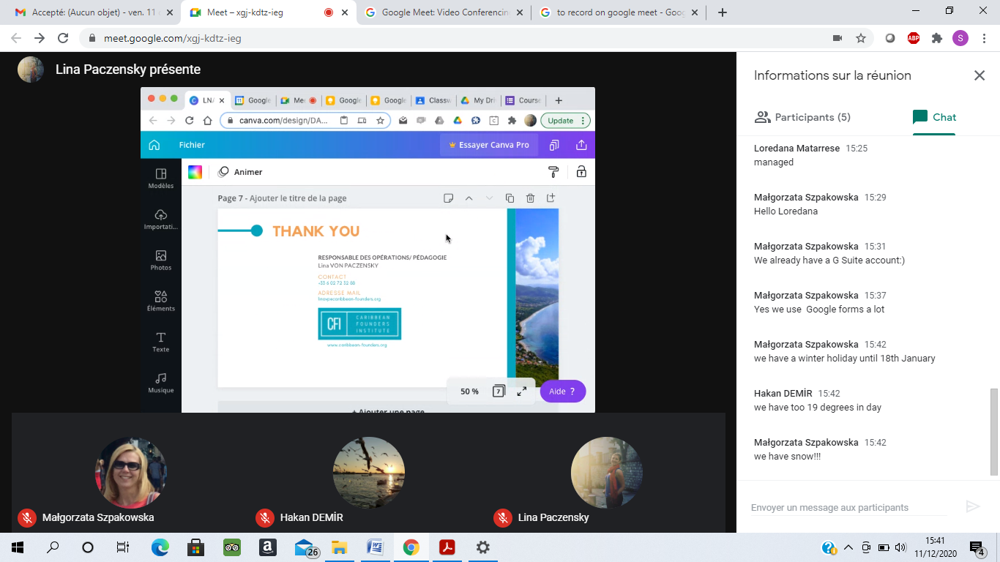 Accepté: (Aucun objet) - ven. 11
Meet – xgj-kdtz-ieg
Google Meet: Video Conferencin
to record on google meet - Goog
meet.google.com/xgj-kdtz-ieg
ABP
S
Lina Paczensky présente
LNA
Google
Mee
Google
Google
Classw
My Dri
Course
canva.com/design/DA...
Update
Fichier
Essayer Canva Pro
Animer
Modèles
Importati...
Photos
Éléments
Texte
Musique
Page 7 - Ajouter le titre de la page
THANK YOU
RESPONSABLE DES OPÉRATIONS/ PÉDAGOGIE
Lina VON PACZENSKY
CONTACT
+33 6 02 72 32 88
ADRESSE MAIL
CFI
CARIBBEAN
FOUNDERS
INSTITUTE
www.caribbean-founders.org
50 %
7
Aide ?
+ Ajouter une page
Małgorzata Szpakowska
Hakan DEMİR
Lina Paczensky
Informations sur la réunion
Participants (5)
Chat
Loredana Matarrese 15:25
managed
Małgorzata Szpakowska 15:29
Hello Loredana
Małgorzata Szpakowska 15:31
We already have a G Suite account:)
Małgorzata Szpakowska 15:37
Yes we use Google forms a lot
Małgorzata Szpakowska 15:42
we have a winter holiday until 18th January
Hakan DEMİR 15:42
we have too 19 degrees in day
Małgorzata Szpakowska 15:42
we have snow!!!
Envoyer un message aux participants
26
15:41
11/12/2020
4